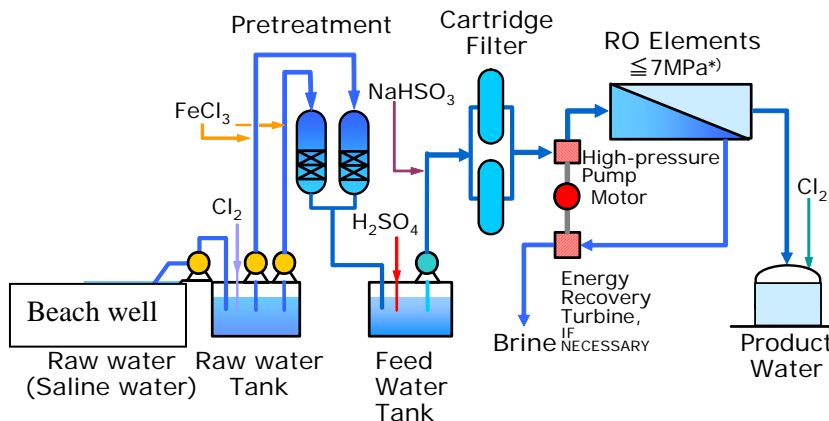 Pretreatment
Cartridge
Filter
RO Elements
≦7MPa*)
FeCl3
NaHSO3
High-pressure
Pump
Motor
Cl2
H2SO4
Cl2
Beach well
Energy
Recovery
Turbine,
IF
NECESSARY
Brine
Raw water
(Saline water)
Raw water
Tank
Feed
Water
Tank
Product
Water